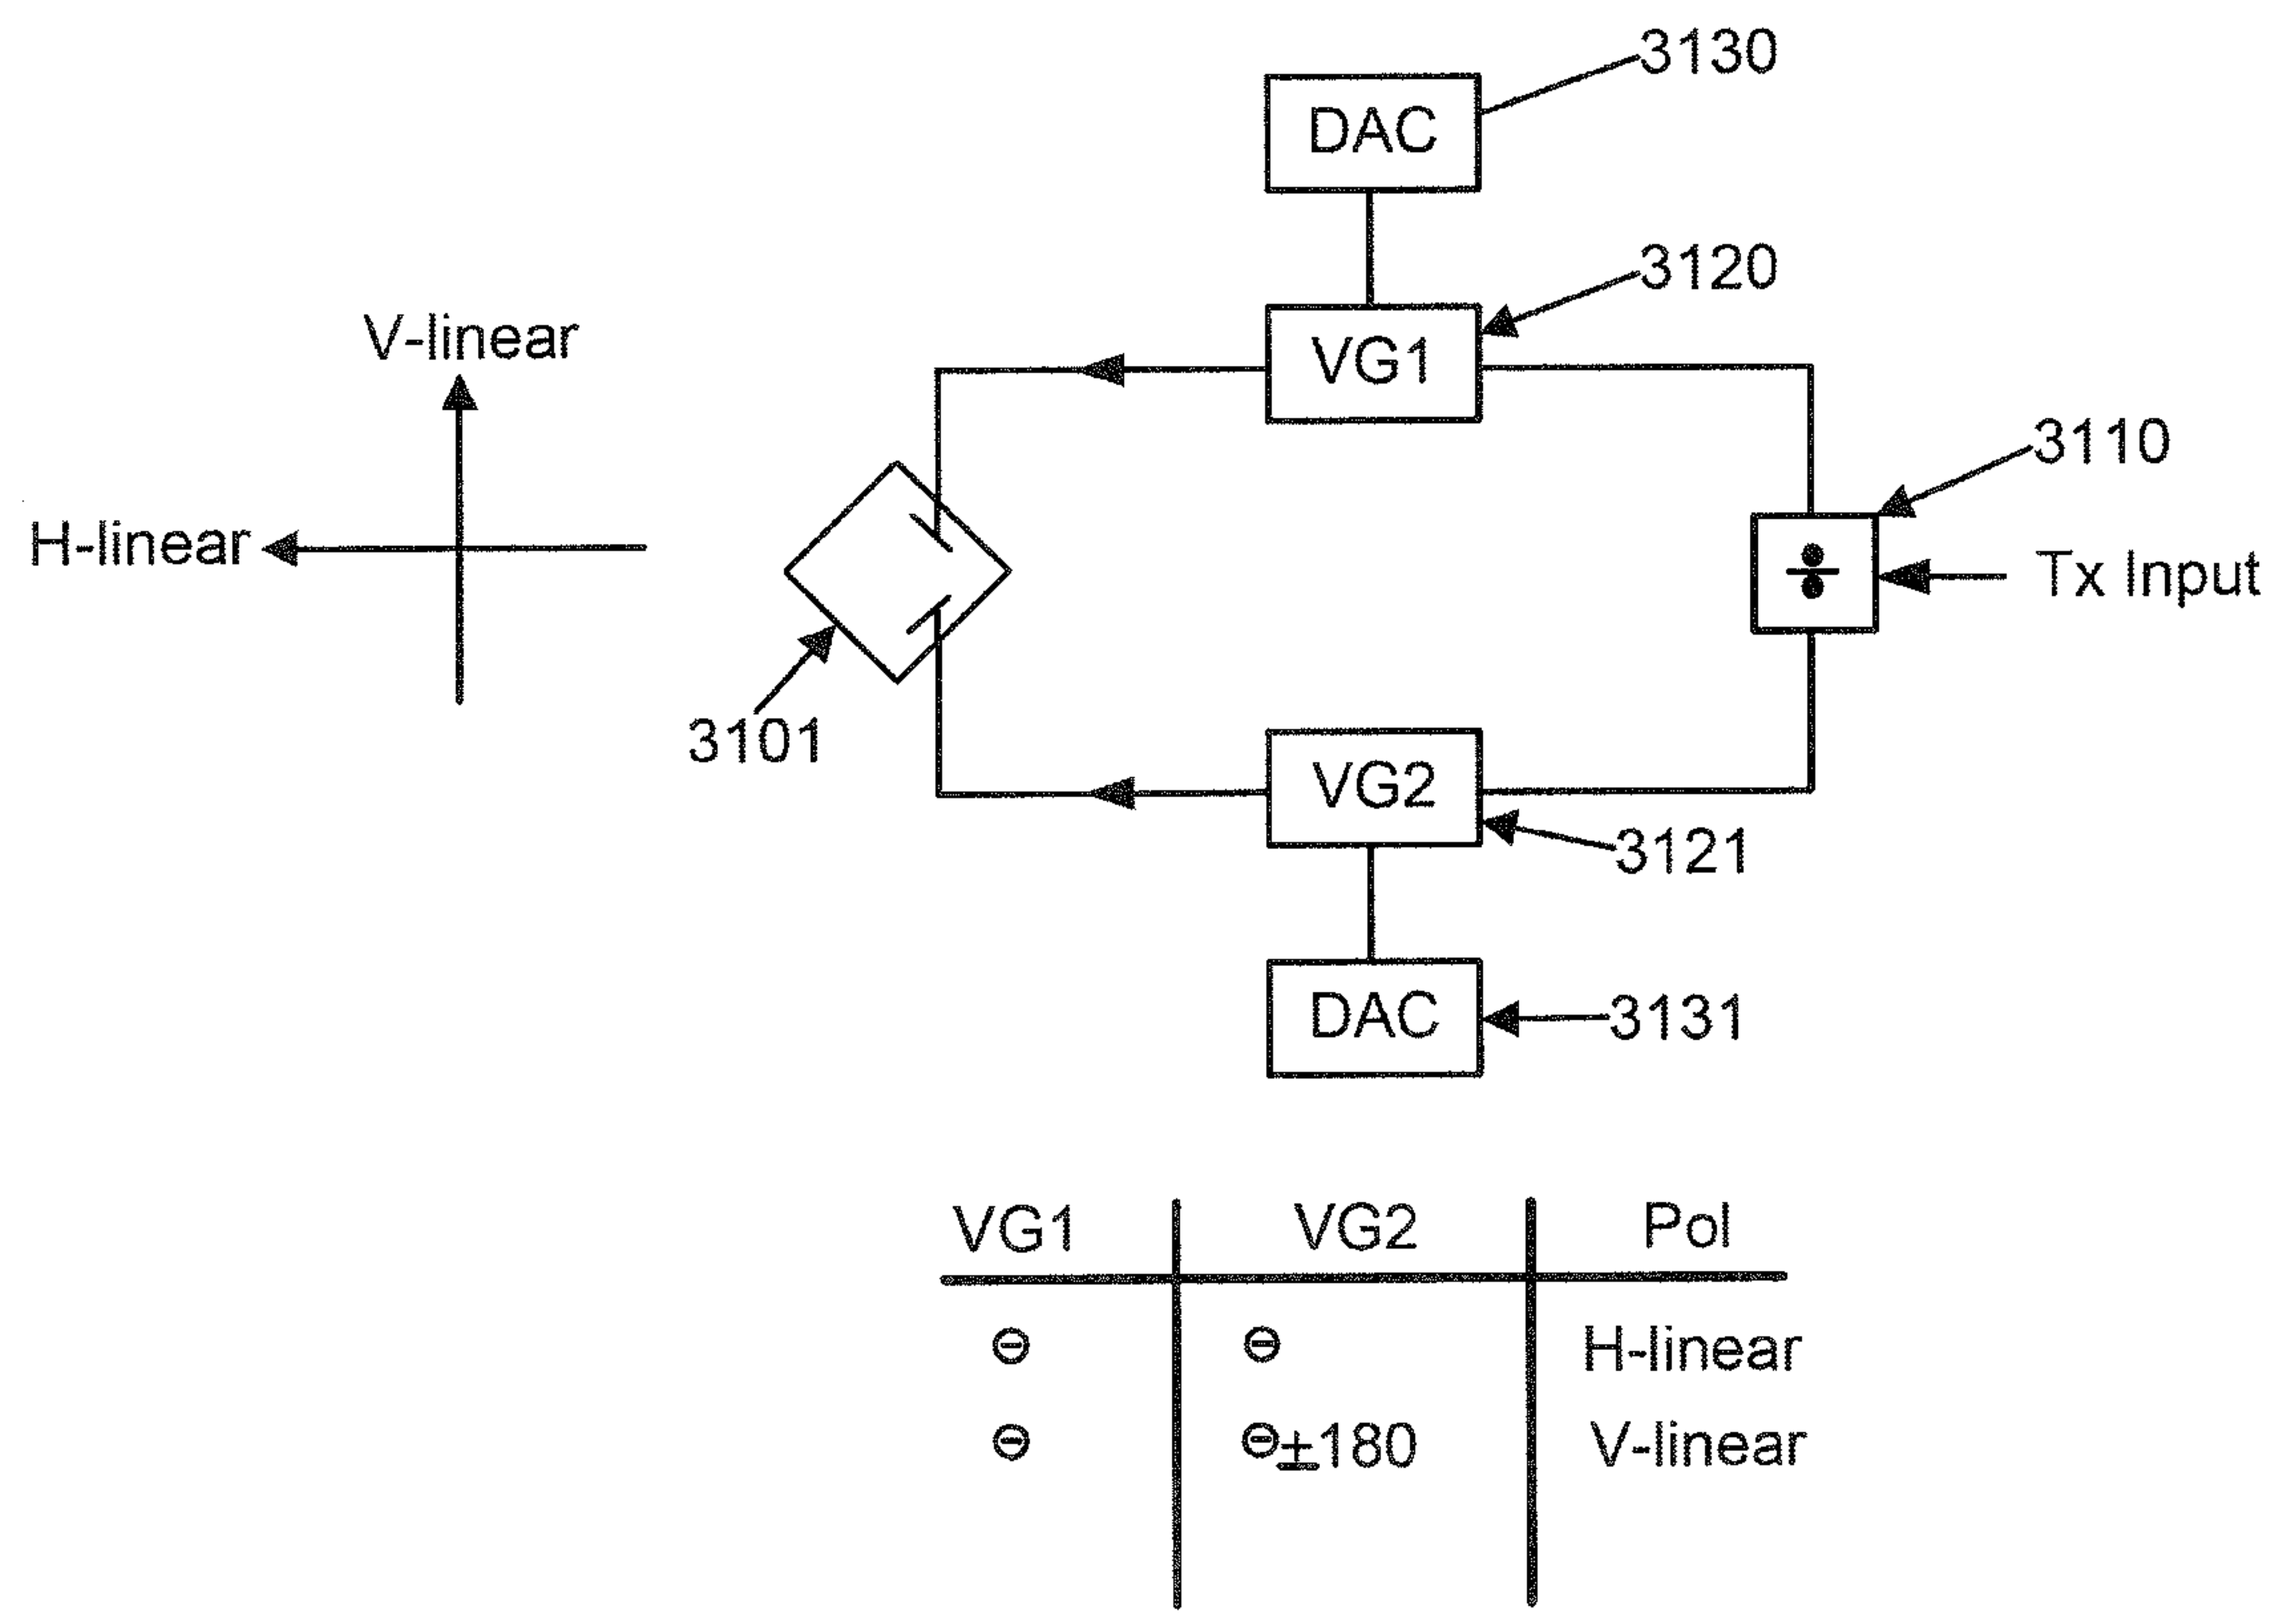 3130
DAC
3120
V-linear
VG1
3110
H-linear
÷
Tx Input
3101
VG2
3121
DAC
3131
VG1 VG2 Pol
Θ Θ H-linear
Θ Θ±180 V-linear